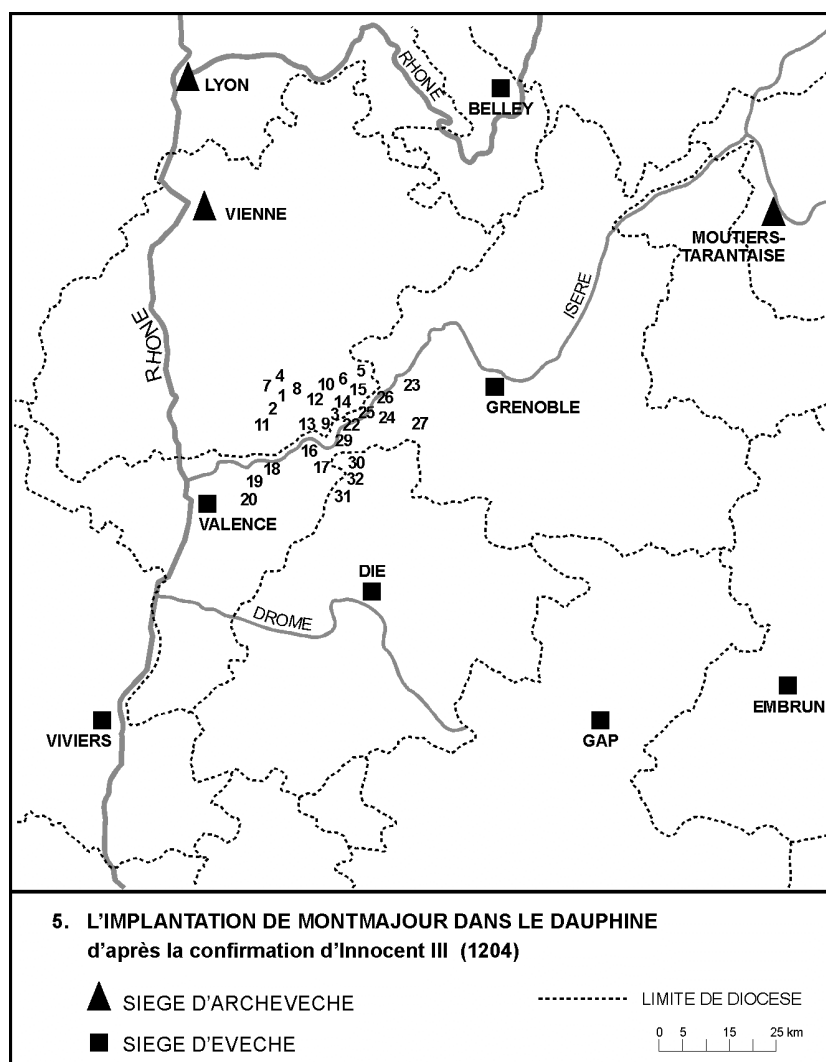 RHONE
LYON
BELLEY
VIENNE
MOUTIERS-
TARANTAISE
ISERE
RHONE
5
4
6
7
8
10
15
23
1
12
14
26
GRENOBLE
2
3
25
24
11
13
9
22
27
29
16
18
17
30
19
32
20
31
VALENCE
DIE
DROME
EMBRUN
VIVIERS
GAP
5. L'IMPLANTATION DE MONTMAJOUR DANS LE DAUPHINE
d'après la confirmation d'Innocent III (1204)
SIEGE D'ARCHEVECHE
LIMITE DE DIOCESE
SIEGE D'EVECHE
0 5 15 25 km